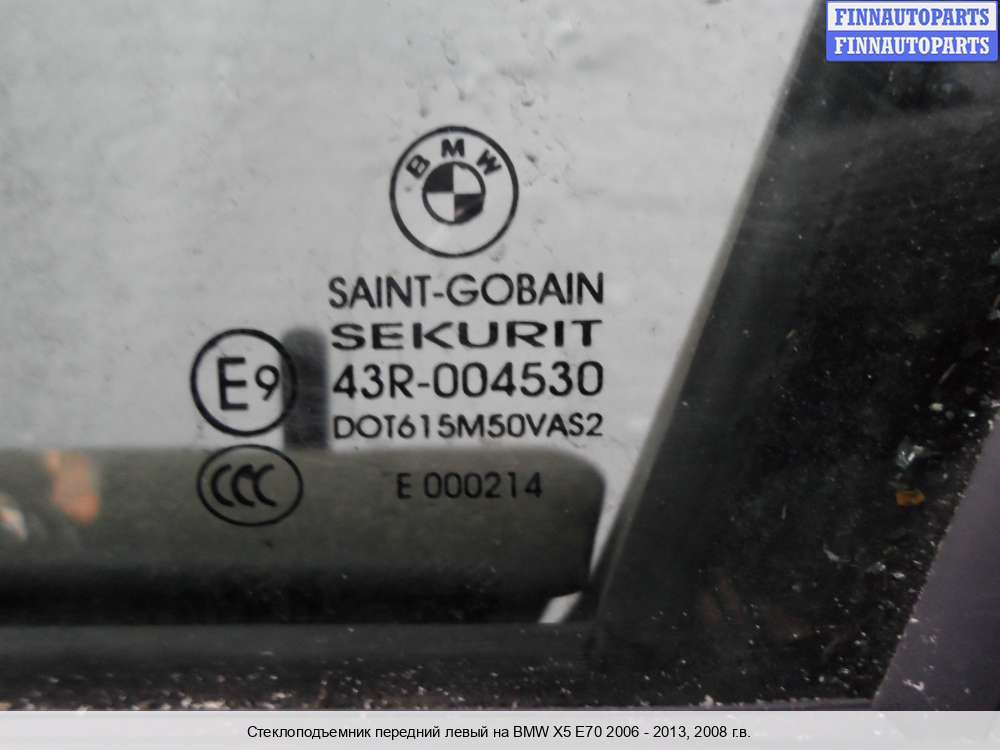 FINNAUTOPARTS
FINNAUTOPARTS
BMW
SAINT-GOBAIN
SEKURIT
E9 43R-004530
DOT615M50VAS2
CCC E 000214
Стеклоподъемник передний левый на BMW X5 E70 2006 - 2013, 2008 г.в.